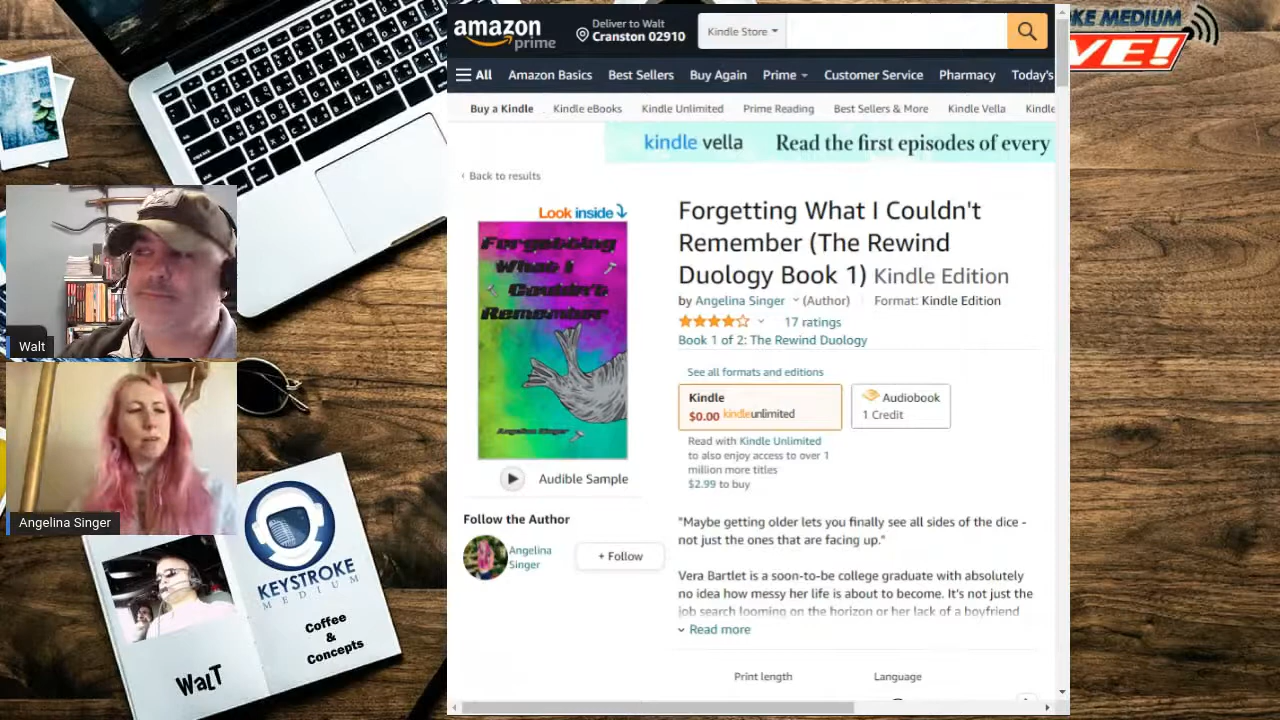 KE MEDIUM
VE!
amazon
prime
Deliver to Walt
Cranston 02910
Kindle Store
All
Amazon Basics
Best Sellers
Buy Again
Prime
Customer Service
Pharmacy
Today's
Buy a Kindle
Kindle eBooks
Kindle Unlimited
Prime Reading
Best Sellers & More
Kindle Vella
Kindle
kindle vella
Read the first episodes of every
‹ Back to results
Look inside
Forgetting
What I
Couldn't
Remember
Angelina Singer
Audible Sample
Follow the Author
Angelina
Singer
+ Follow
Forgetting What I Couldn't
Remember (The Rewind
Duology Book 1) Kindle Edition
by Angelina Singer (Author) Format: Kindle Edition
17 ratings
Book 1 of 2: The Rewind Duology
See all formats and editions
Kindle
$0.00 kindleunlimited
Audiobook
1 Credit
Read with Kindle Unlimited
to also enjoy access to over 1
million more titles
$2.99 to buy
"Maybe getting older lets you finally see all sides of the dice -
not just the ones that are facing up."
Vera Bartlet is a soon-to-be college graduate with absolutely
no idea how messy her life is about to become. It's not just the
job search looming on the horizon or her lack of a boyfriend
Read more
Print length
Language
Walt
Angelina Singer
KEYSTROKE
MEDIUM
Coffee
&
Concepts
WaLT